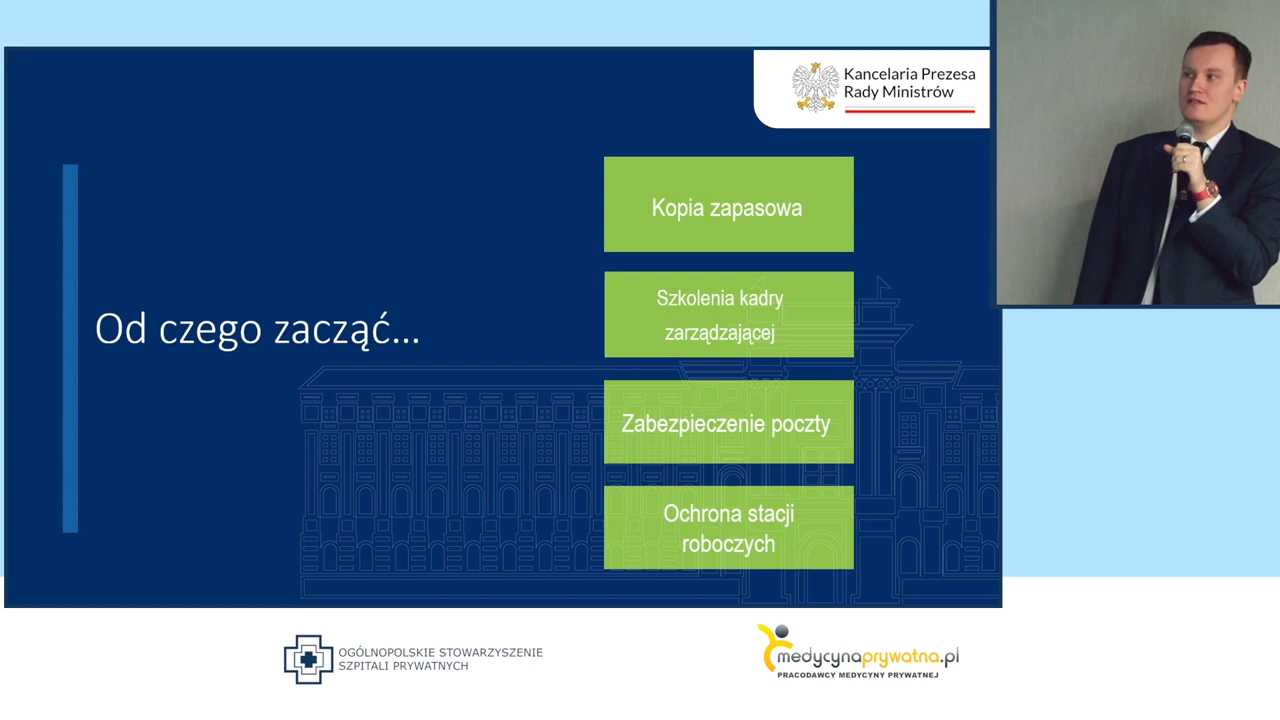 Kancelaria Prezesa
Rady Ministrów
Od czego zacząć...
Kopia zapasowa
Szkolenia kadry
zarządzającej
Zabezpieczenie poczty
Ochrona stacji
roboczych
OGÓLNOPOLSKIE STOWARZYSZENIE
SZPITALI PRYWATNYCH
medycynaprywatna.pl
PRACODAWCY MEDYCYNY PRYWATNEJ